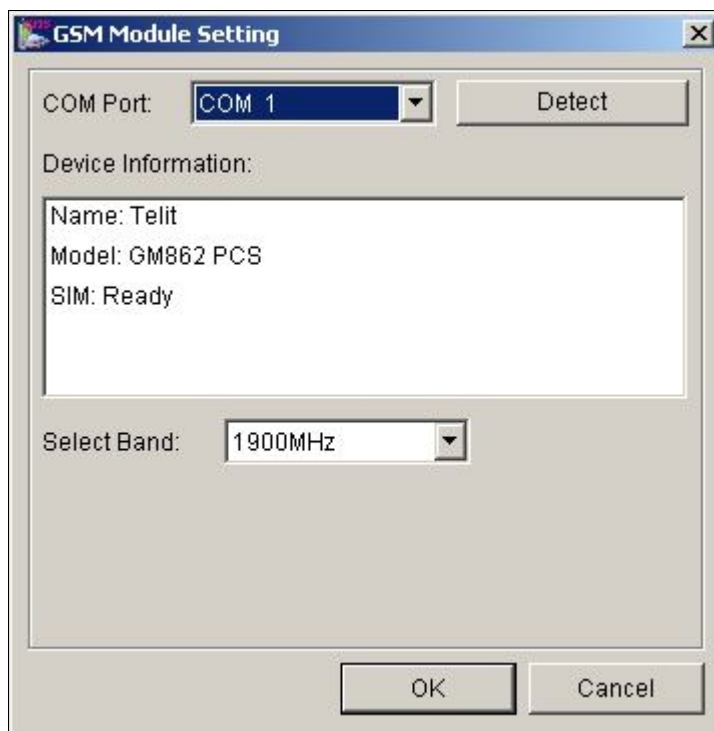 GSM Module Setting
COM Port: COM 1 Detect
Device Information:
Name: Telit
Model: GM862 PCS
SIM: Ready
Select Band: 1900MHz
OK Cancel